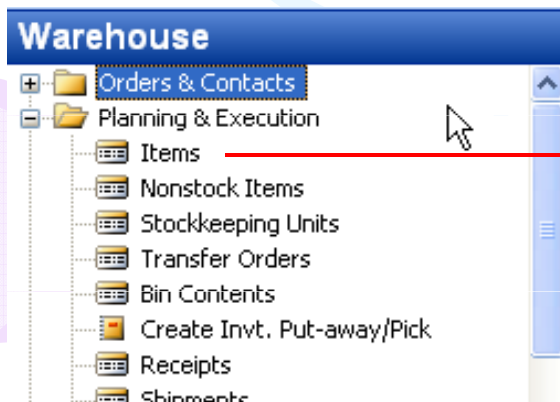 Warehouse
Orders & Contacts
Planning & Execution
Items
Nonstock Items
Stockkeeping Units
Transfer Orders
Bin Contents
Create Invt. Put-away/Pick
Receipts
Shipments